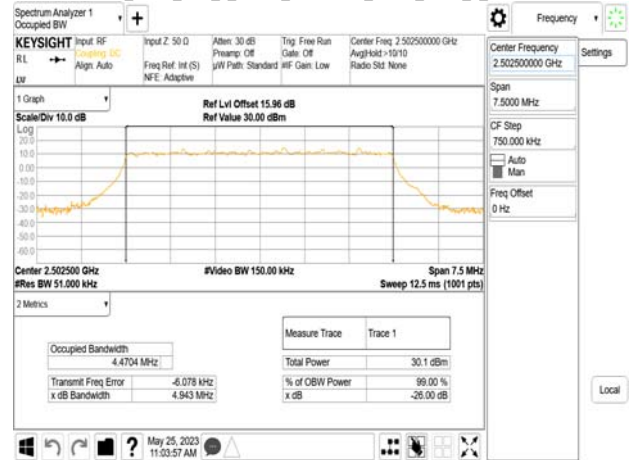 Spectrum Analyzer 1
Occupied BW
+
Frequency
KEYSIGHT Input: RF Input Z: 50 Ω Atten: 30 dB Trig: Free Run Center Freq: 2.502500000 GHz
RL Coupling: DC Preamp: Off Gate: Off Avg|Hold:>10/10
Align: Auto Freq Ref: Int (S) µW Path: Standard #IF Gain: Low Radio Std: None
NFE: Adaptive
Center Frequency
2.502500000 GHz
Settings
Span
7.5000 MHz
CF Step
750.000 kHz
Auto
Man
Freq Offset
0 Hz
1 Graph
Ref Lvl Offset 15.96 dB
Scale/Div 10.0 dB Ref Value 30.00 dBm
Log
20.0
10.0
0.00
-10.0
-20.0
-30.0
-40.0
-50.0
-60.0
Center 2.502500 GHz #Video BW 150.00 kHz Span 7.5 MHz
#Res BW 51.000 kHz Sweep 12.5 ms (1001 pts)
2 Metrics
Measure Trace Trace 1
Occupied Bandwidth
4.4704 MHz
Total Power 30.1 dBm
Transmit Freq Error -6.078 kHz % of OBW Power 99.00 %
x dB Bandwidth 4.943 MHz x dB -26.00 dB
Local
? May 25, 2023
11:03:57 AM